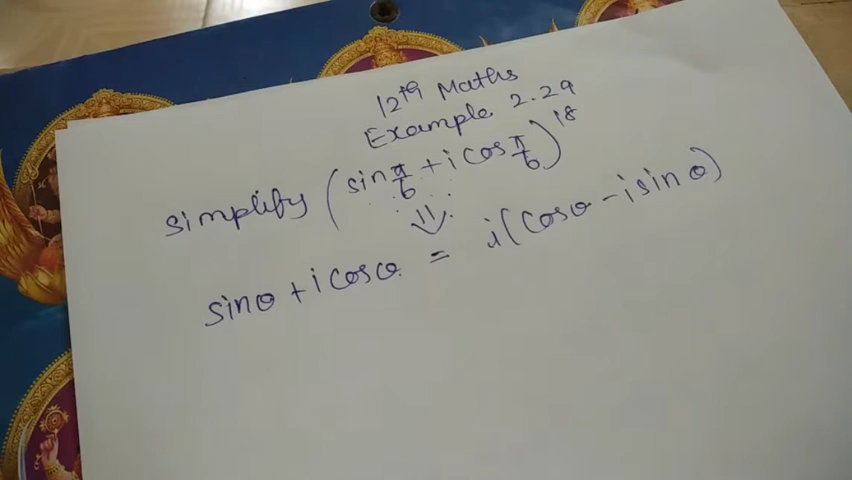 12th Maths
Example 2.29
simplify (sin π/6 + i cos π/6)^18
⇓
sinθ + i cosθ = i(cosθ - i sinθ)